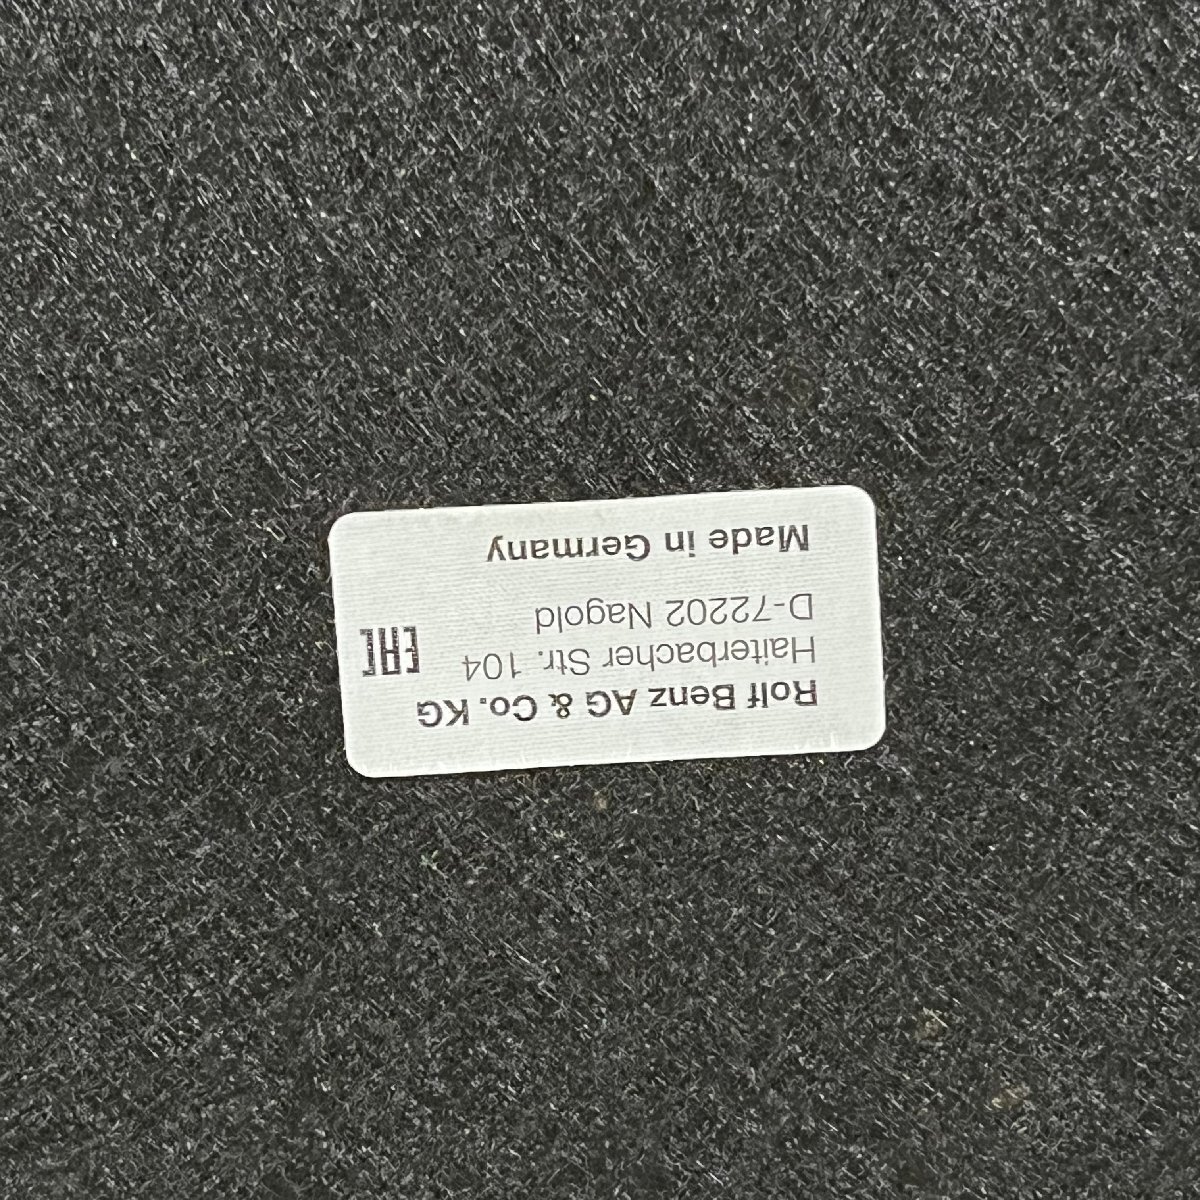 Rolf Benz AG & Co. KG
Haiterbacher Str. 104
D-72202 Nagold
EAC
Made in Germany